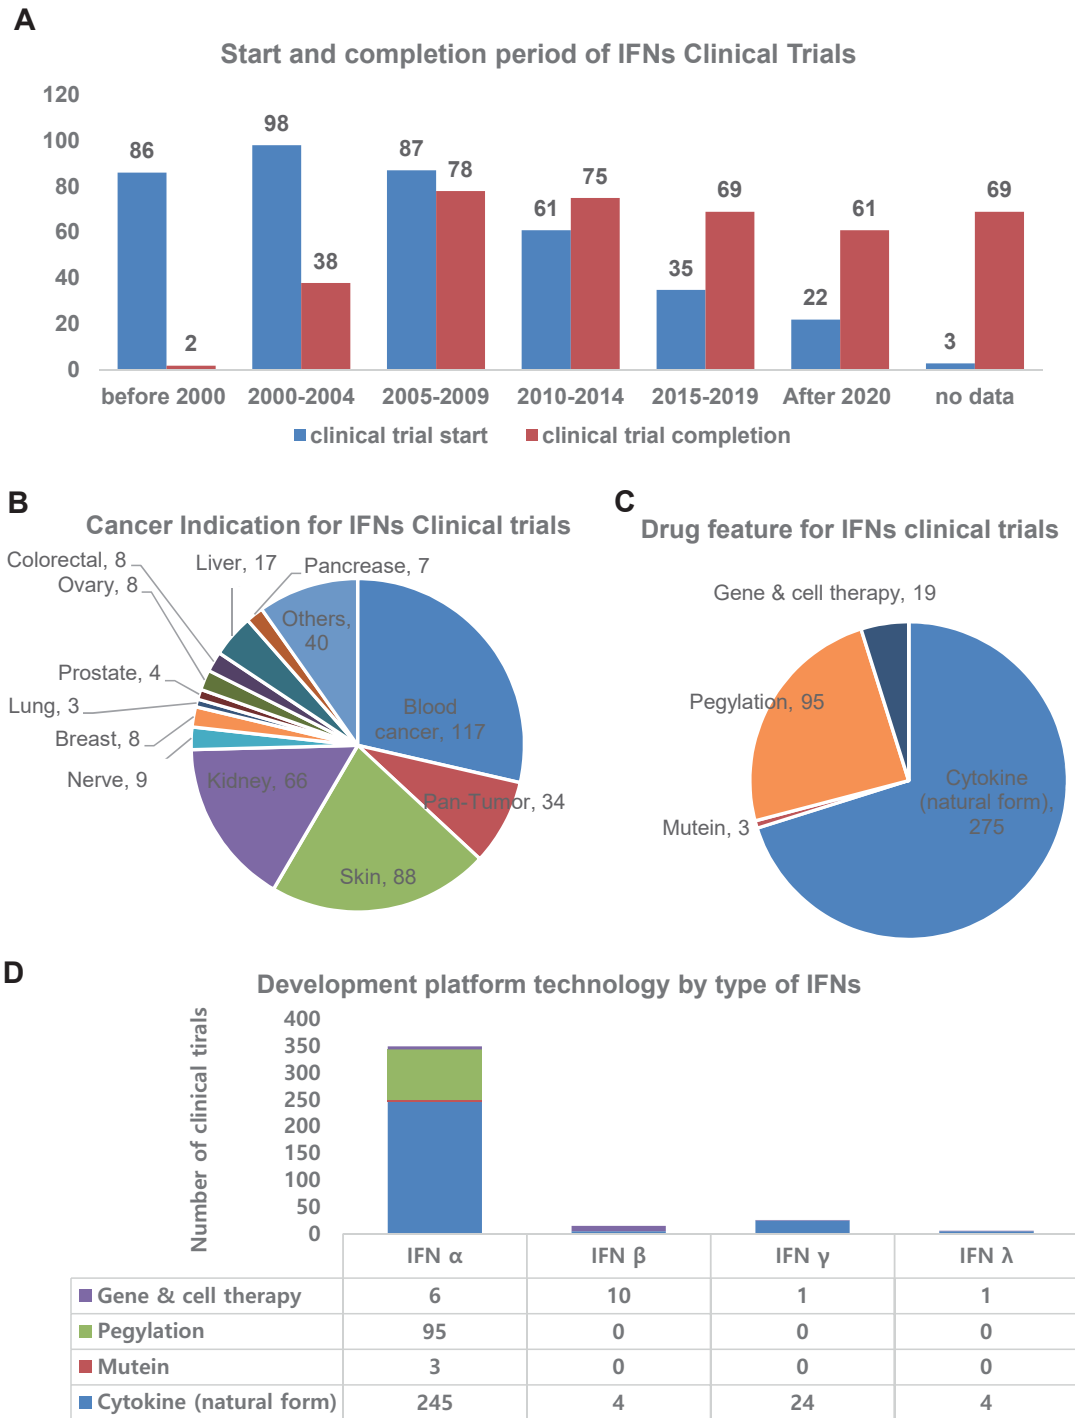 A
Start and completion period of IFNs Clinical Trials
120
100
80
60
40
20
0
86
2
98
38
87
78
61
75
35
69
22
61
3
69
before 2000
2000-2004
2005-2009
2010-2014
2015-2019
After 2020
no data
clinical trial start
clinical trial completion
B
Cancer Indication for IFNs Clinical trials
Colorectal, 8
Ovary, 8
Liver, 17
Pancrease, 7
Others,
40
Prostate, 4
Lung, 3
Breast, 8
Nerve, 9
Kidney, 66
Blood
cancer, 117
Pan-Tumor, 34
Skin, 88
C
Drug feature for IFNs clinical trials
Gene & cell therapy, 19
Pegylation, 95
Mutein, 3
Cytokine
(natural form),
275
D
Development platform technology by type of IFNs
Number of clinical tirals
400
350
300
250
200
150
100
50
0
IFN α IFN β IFN γ IFN λ
Gene & cell therapy 6 10 1 1
Pegylation 95 0 0 0
Mutein 3 0 0 0
Cytokine (natural form) 245 4 24 4